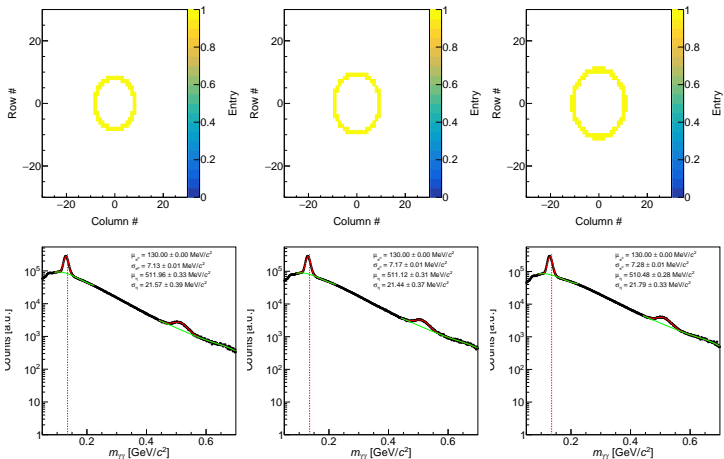 Row #
Column #
Entry
20
0
−20
−20 0 20
1
0.8
0.6
0.4
0.2
0
Row #
Column #
Entry
20
0
−20
−20 0 20
1
0.8
0.6
0.4
0.2
0
Row #
Column #
Entry
20
0
−20
−20 0 20
1
0.8
0.6
0.4
0.2
0
Counts [a.u.]
10⁵
10⁴
10³
10²
10
1
μπ⁰ = 130.00 ± 0.00 MeV/c²
σπ⁰ = 7.13 ± 0.01 MeV/c²
μη = 511.96 ± 0.33 MeV/c²
ση = 21.57 ± 0.39 MeV/c²
0.2 0.4 0.6
mγγ [GeV/c²]
Counts [a.u.]
10⁵
10⁴
10³
10²
10
1
μπ⁰ = 130.00 ± 0.00 MeV/c²
σπ⁰ = 7.17 ± 0.01 MeV/c²
μη = 511.12 ± 0.31 MeV/c²
ση = 21.44 ± 0.37 MeV/c²
0.2 0.4 0.6
mγγ [GeV/c²]
Counts [a.u.]
10⁵
10⁴
10³
10²
10
1
μπ⁰ = 130.00 ± 0.00 MeV/c²
σπ⁰ = 7.28 ± 0.01 MeV/c²
μη = 510.48 ± 0.28 MeV/c²
ση = 21.79 ± 0.33 MeV/c²
0.2 0.4 0.6
mγγ [GeV/c²]